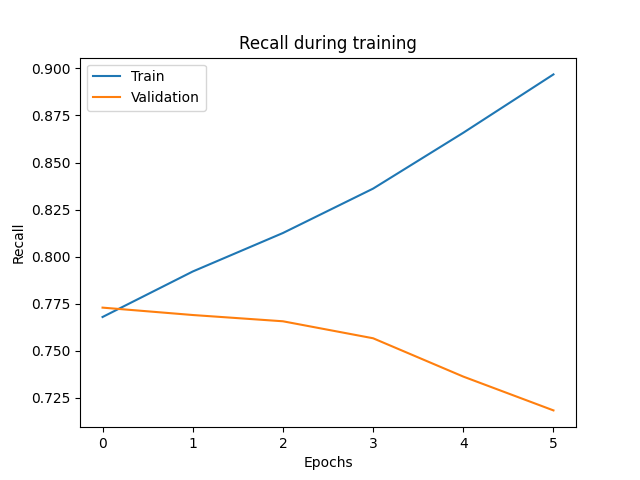 Recall during training
Train
Validation
0.900
0.875
0.850
0.825
0.800
0.775
0.750
0.725
Recall
0 1 2 3 4 5
Epochs